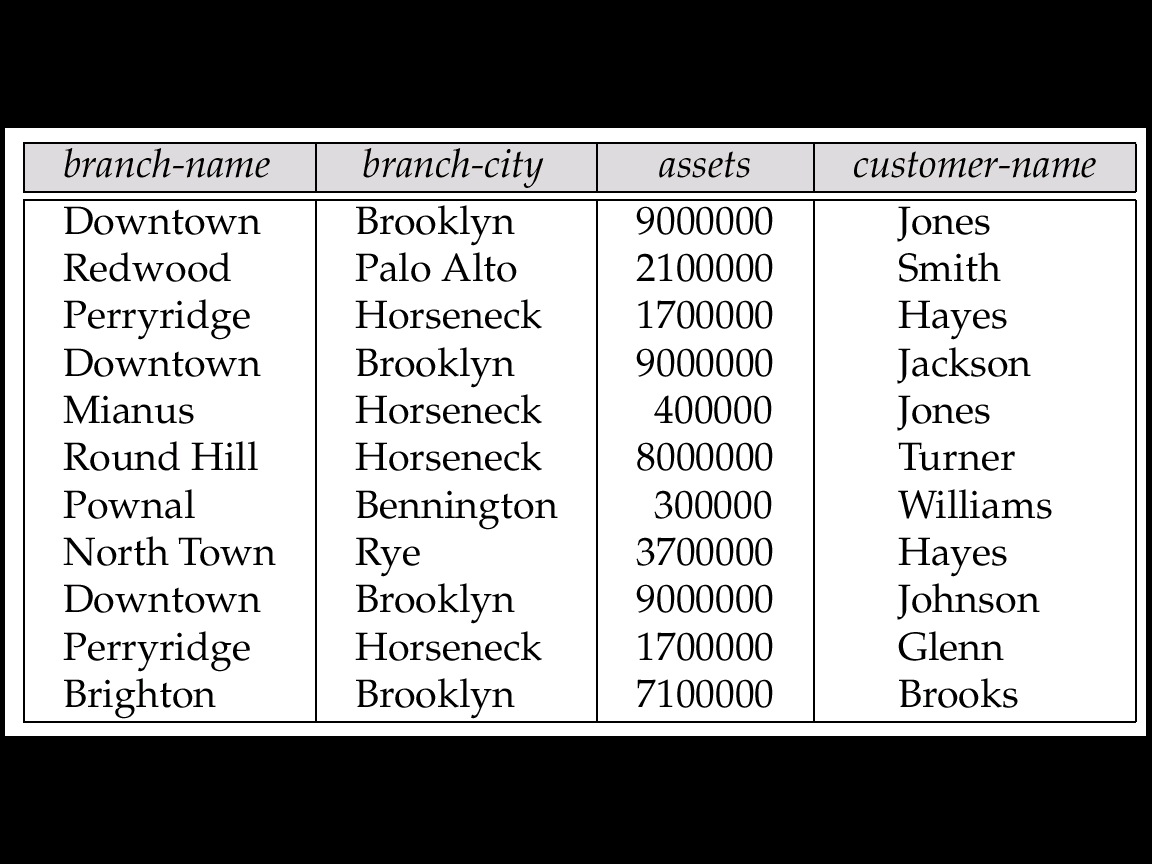 branch-name branch-city assets customer-name
Downtown Brooklyn 9000000 Jones
Redwood Palo Alto 2100000 Smith
Perryridge Horseneck 1700000 Hayes
Downtown Brooklyn 9000000 Jackson
Mianus Horseneck 400000 Jones
Round Hill Horseneck 8000000 Turner
Pownal Bennington 300000 Williams
North Town Rye 3700000 Hayes
Downtown Brooklyn 9000000 Johnson
Perryridge Horseneck 1700000 Glenn
Brighton Brooklyn 7100000 Brooks